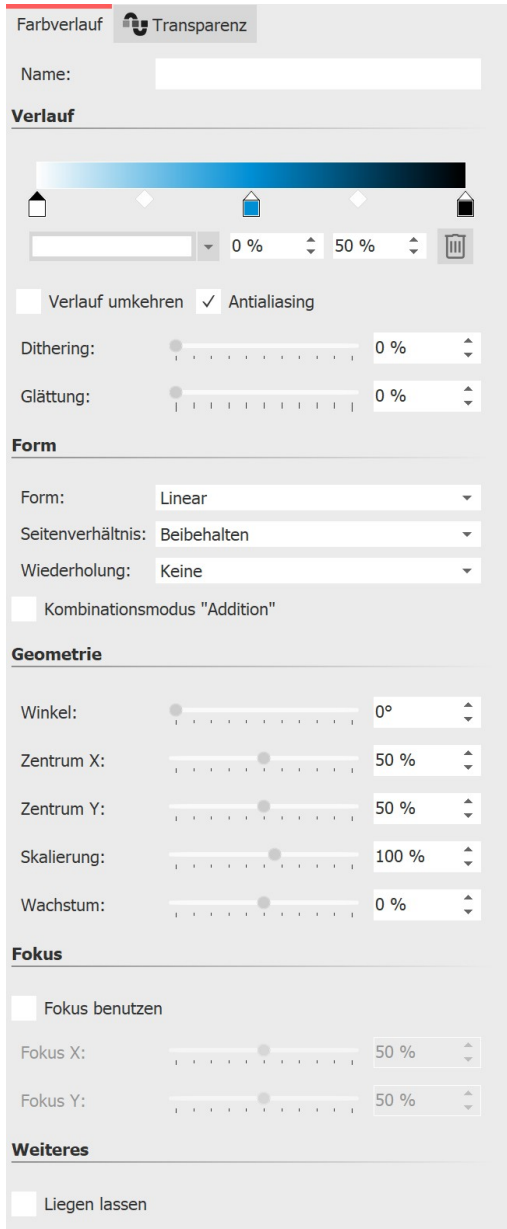 Farbverlauf Transparenz
Name:
Verlauf
0 % 50 %
Verlauf umkehren ✓ Antialiasing
Dithering: 0 %
Glättung: 0 %
Form
Form: Linear
Seitenverhältnis: Beibehalten
Wiederholung: Keine
Kombinationsmodus "Addition"
Geometrie
Winkel: 0°
Zentrum X: 50 %
Zentrum Y: 50 %
Skalierung: 100 %
Wachstum: 0 %
Fokus
Fokus benutzen
Fokus X: 50 %
Fokus Y: 50 %
Weiteres
Liegen lassen